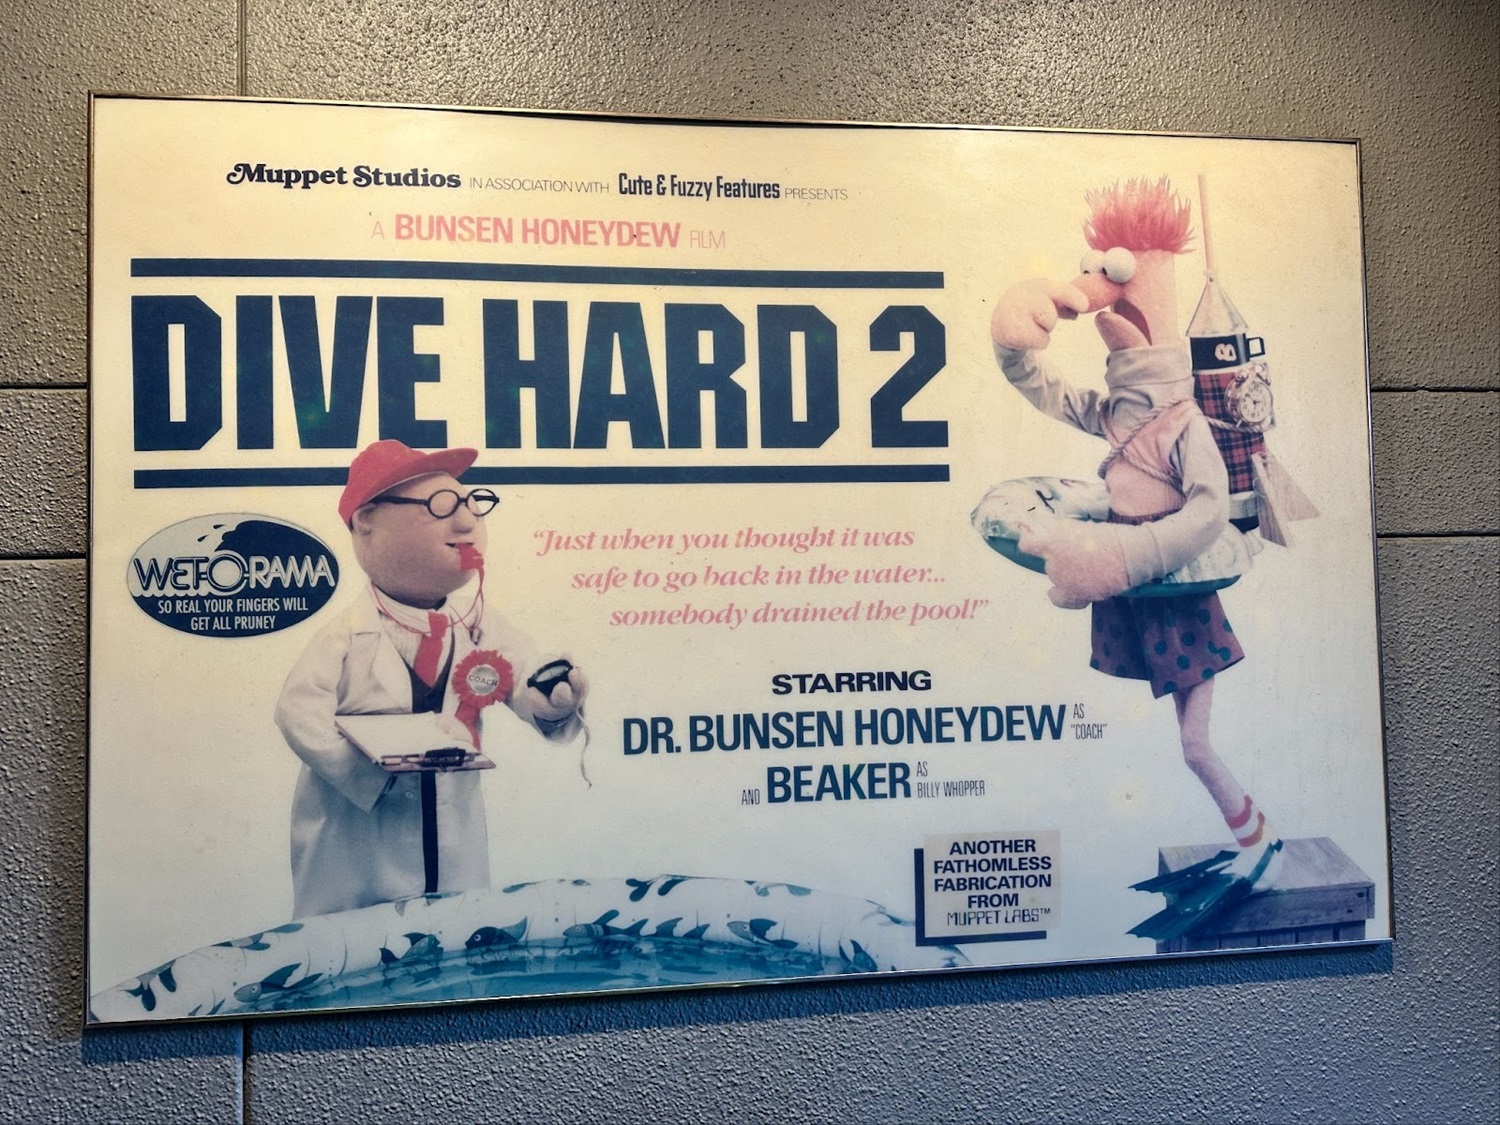 Muppet Studios IN ASSOCIATION WITH Cute & Fuzzy Features PRESENTS
A BUNSEN HONEYDEW FILM
DIVE HARD 2
WET-O-RAMA
SO REAL YOUR FINGERS WILL
GET ALL PRUNEY
"Just when you thought it was
safe to go back in the water...
somebody drained the pool!"
COACH
8
STARRING
DR. BUNSEN HONEYDEW AS "COACH"
AND BEAKER AS BILLY WHOPPER
ANOTHER
FATHOMLESS
FABRICATION
FROM
MUPPET LABS™